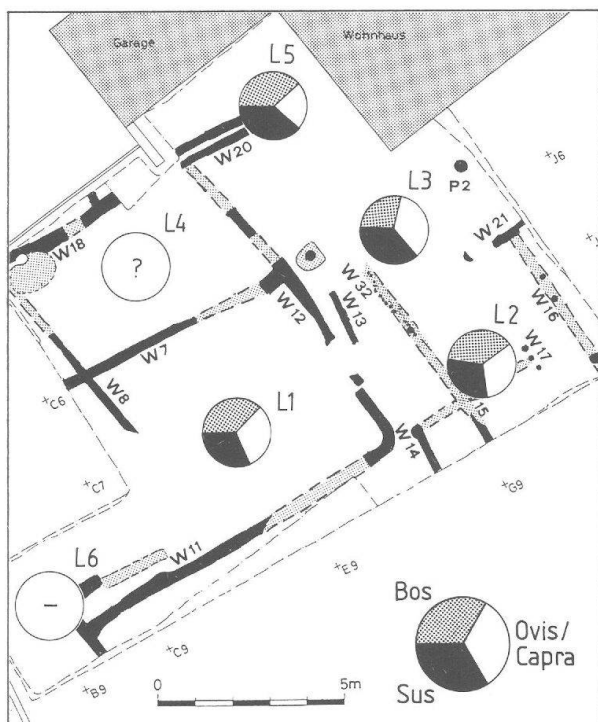 Garage
Wohnhaus
L5
W20
J6
P2
L3
W21
L4
?
W18
W32
W16
W12
W13
L2
W17
W7
W8
C6
15
L1
W14
C7
G9
L6
W11
–
E9
Bos
Ovis/
Capra
Sus
C9
B9
0
5m